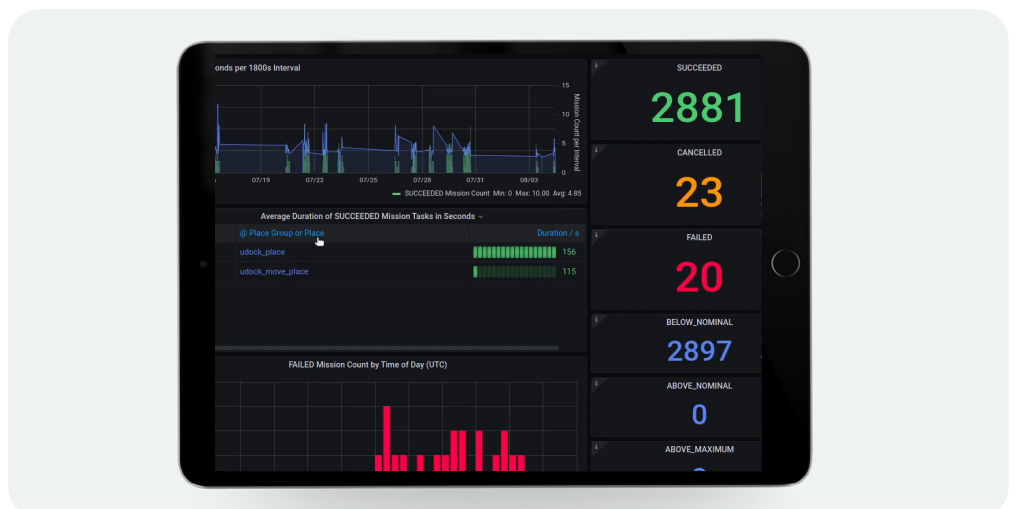 onds per 1800s Interval
15
10
5
0
Mission Count per Interval
07/19 07/22 07/25 07/28 07/31 08/03
SUCCEEDED Mission Count Min: 0 Max: 10.00 Avg: 4.85
Average Duration of SUCCEEDED Mission Tasks in Seconds
@ Place Group or Place Duration / s
udock_place 156
udock_move_place 115
FAILED Mission Count by Time of Day (UTC)
i
SUCCEEDED
2881
i
CANCELLED
23
i
FAILED
20
i
BELOW_NOMINAL
2897
i
ABOVE_NOMINAL
0
i
ABOVE_MAXIMUM